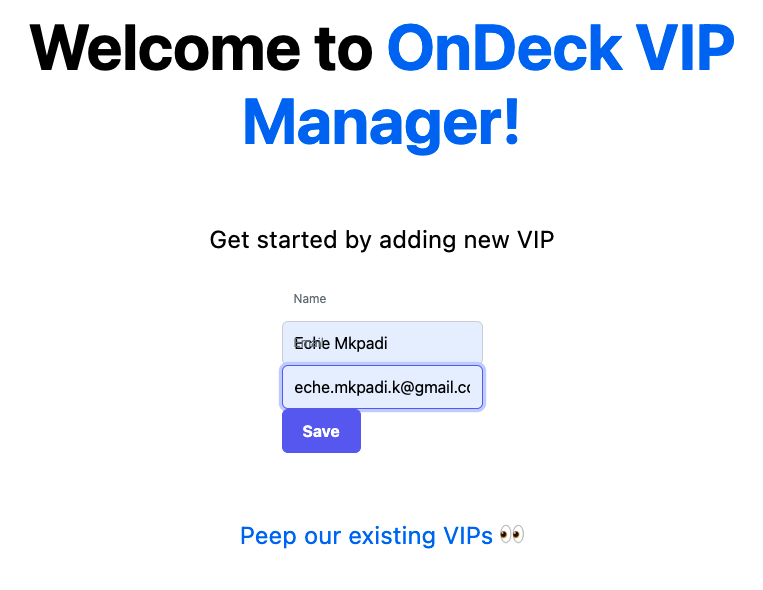 Welcome to OnDeck VIP
Manager!
Get started by adding new VIP
Name
Email
Eche Mkpadi
eche.mkpadi.k@gmail.co
Save
Peep our existing VIPs 👀